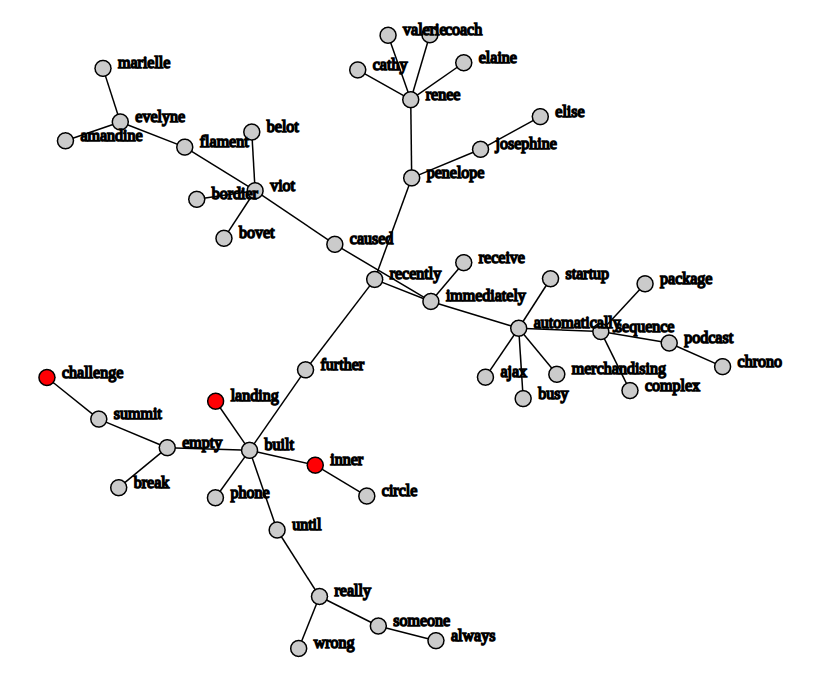 valerie
coach
elaine
cathy
marielle
renee
elise
evelyne
belot
amandine
flament
josephine
penelope
viot
bordier
bovet
caused
receive
recently
startup
package
immediately
automatically
sequence
podcast
chrono
further
challenge
ajax
merchandising
complex
busy
landing
summit
empty
built
inner
break
phone
circle
until
really
someone
always
wrong